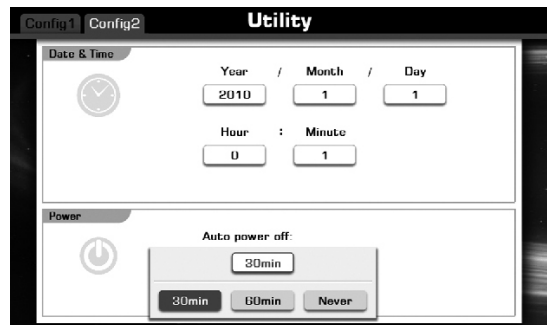 Config1 Config2 Utility
Date & Time
Year / Month / Day
2010 1 1
Hour : Minute
0 1
Power
Auto power off:
30min
30min 60min Never